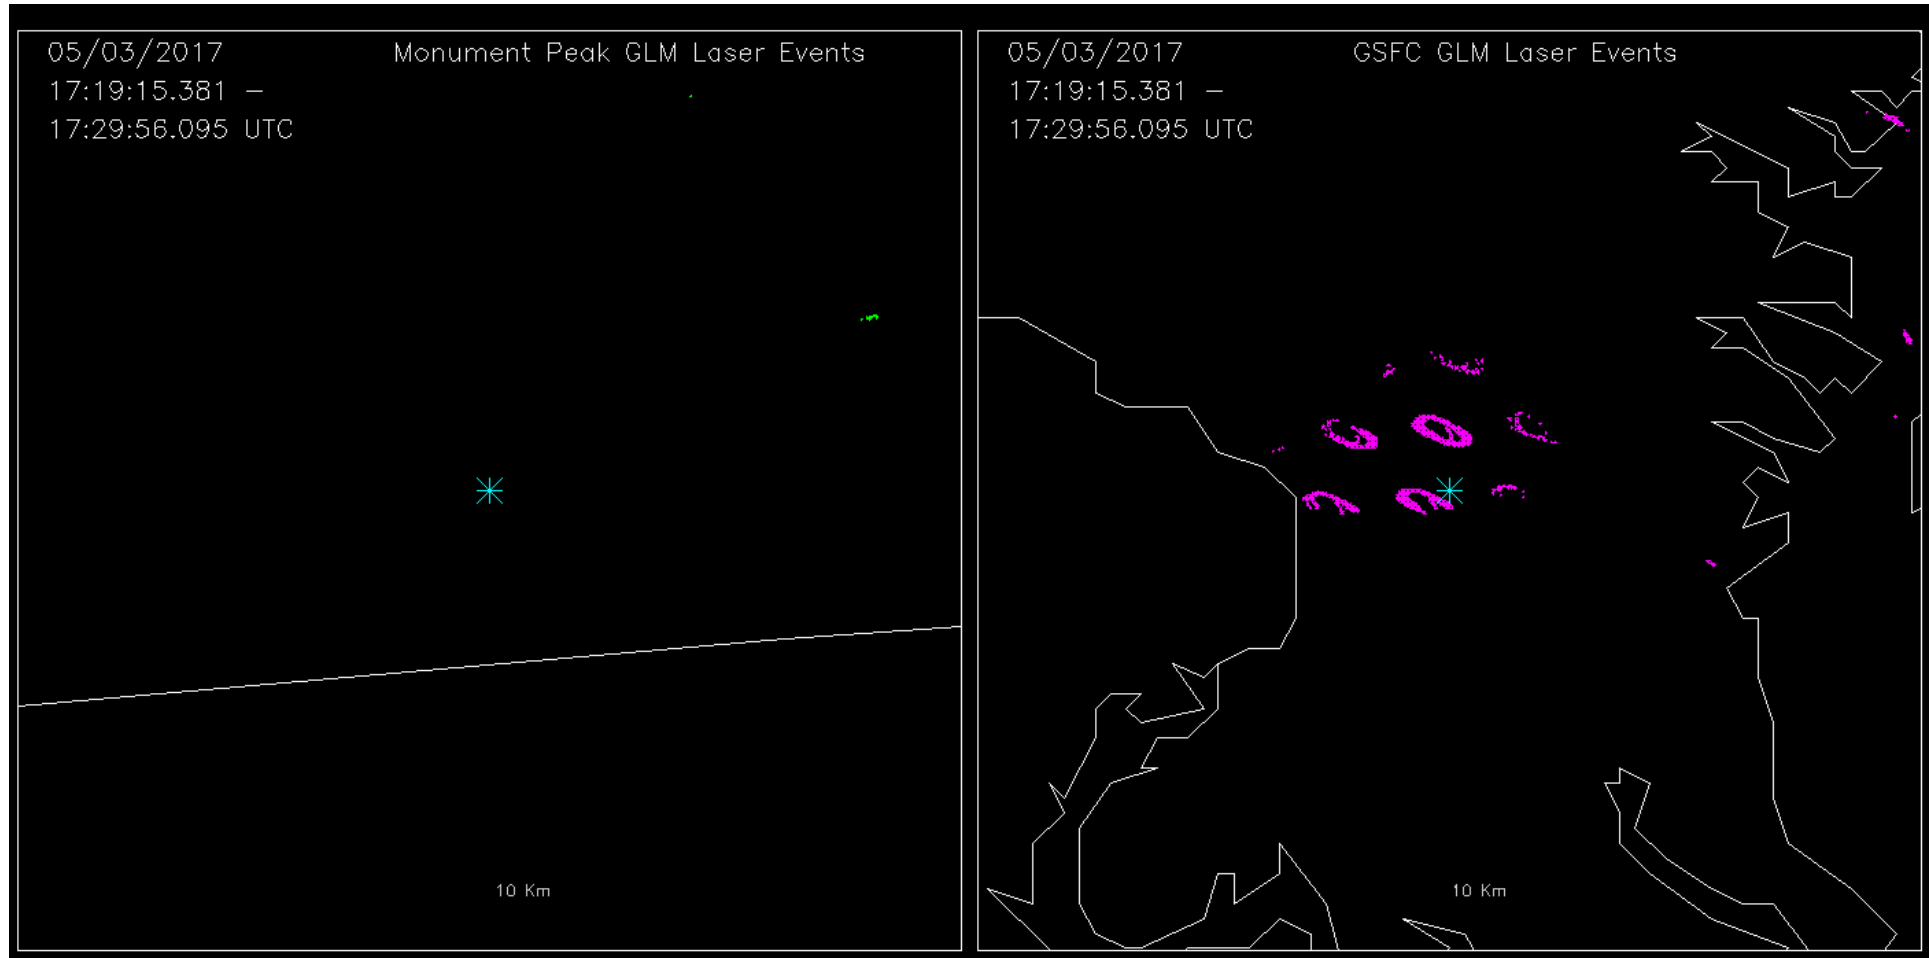 05/03/2017 Monument Peak GLM Laser Events
17:19:15.381 –
17:29:56.095 UTC
10 Km
05/03/2017 GSFC GLM Laser Events
17:19:15.381 –
17:29:56.095 UTC
10 Km